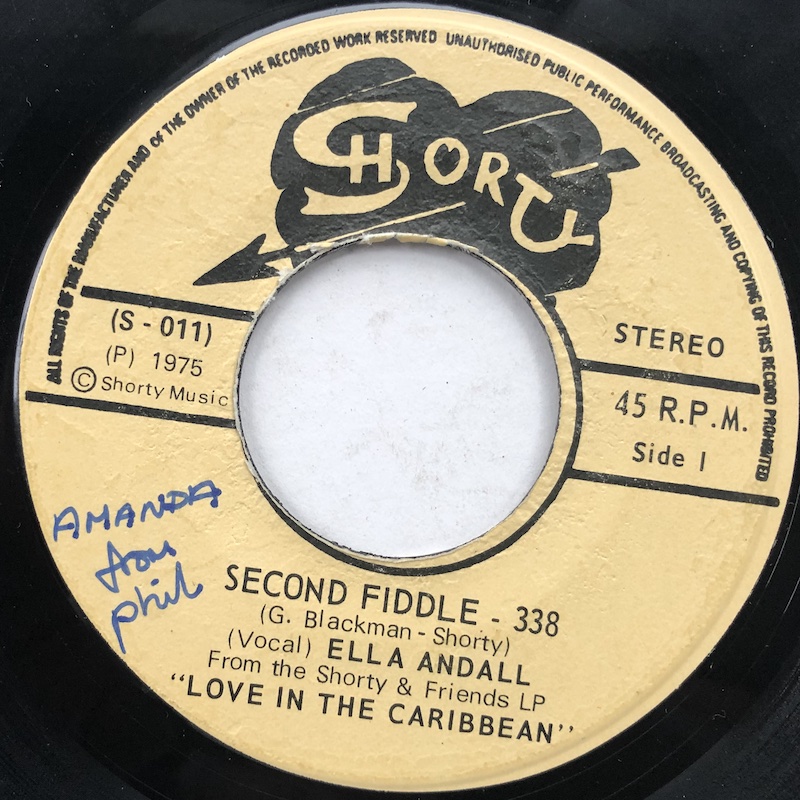 ALL RIGHTS OF THE MANUFACTURER AND OF THE OWNER OF THE RECORDED WORK RESERVED UNAUTHORISED PUBLIC PERFORMANCE BROADCASTING AND COPYING OF THIS RECORD PROHIBITED
SHORTY
(S - 011)
(P) 1975
© Shorty Music
STEREO
45 R.P.M.
Side 1
AMANDA
from
phil
SECOND FIDDLE - 338
(G. Blackman - Shorty)
(Vocal) ELLA ANDALL
From the Shorty & Friends LP
"LOVE IN THE CARIBBEAN"